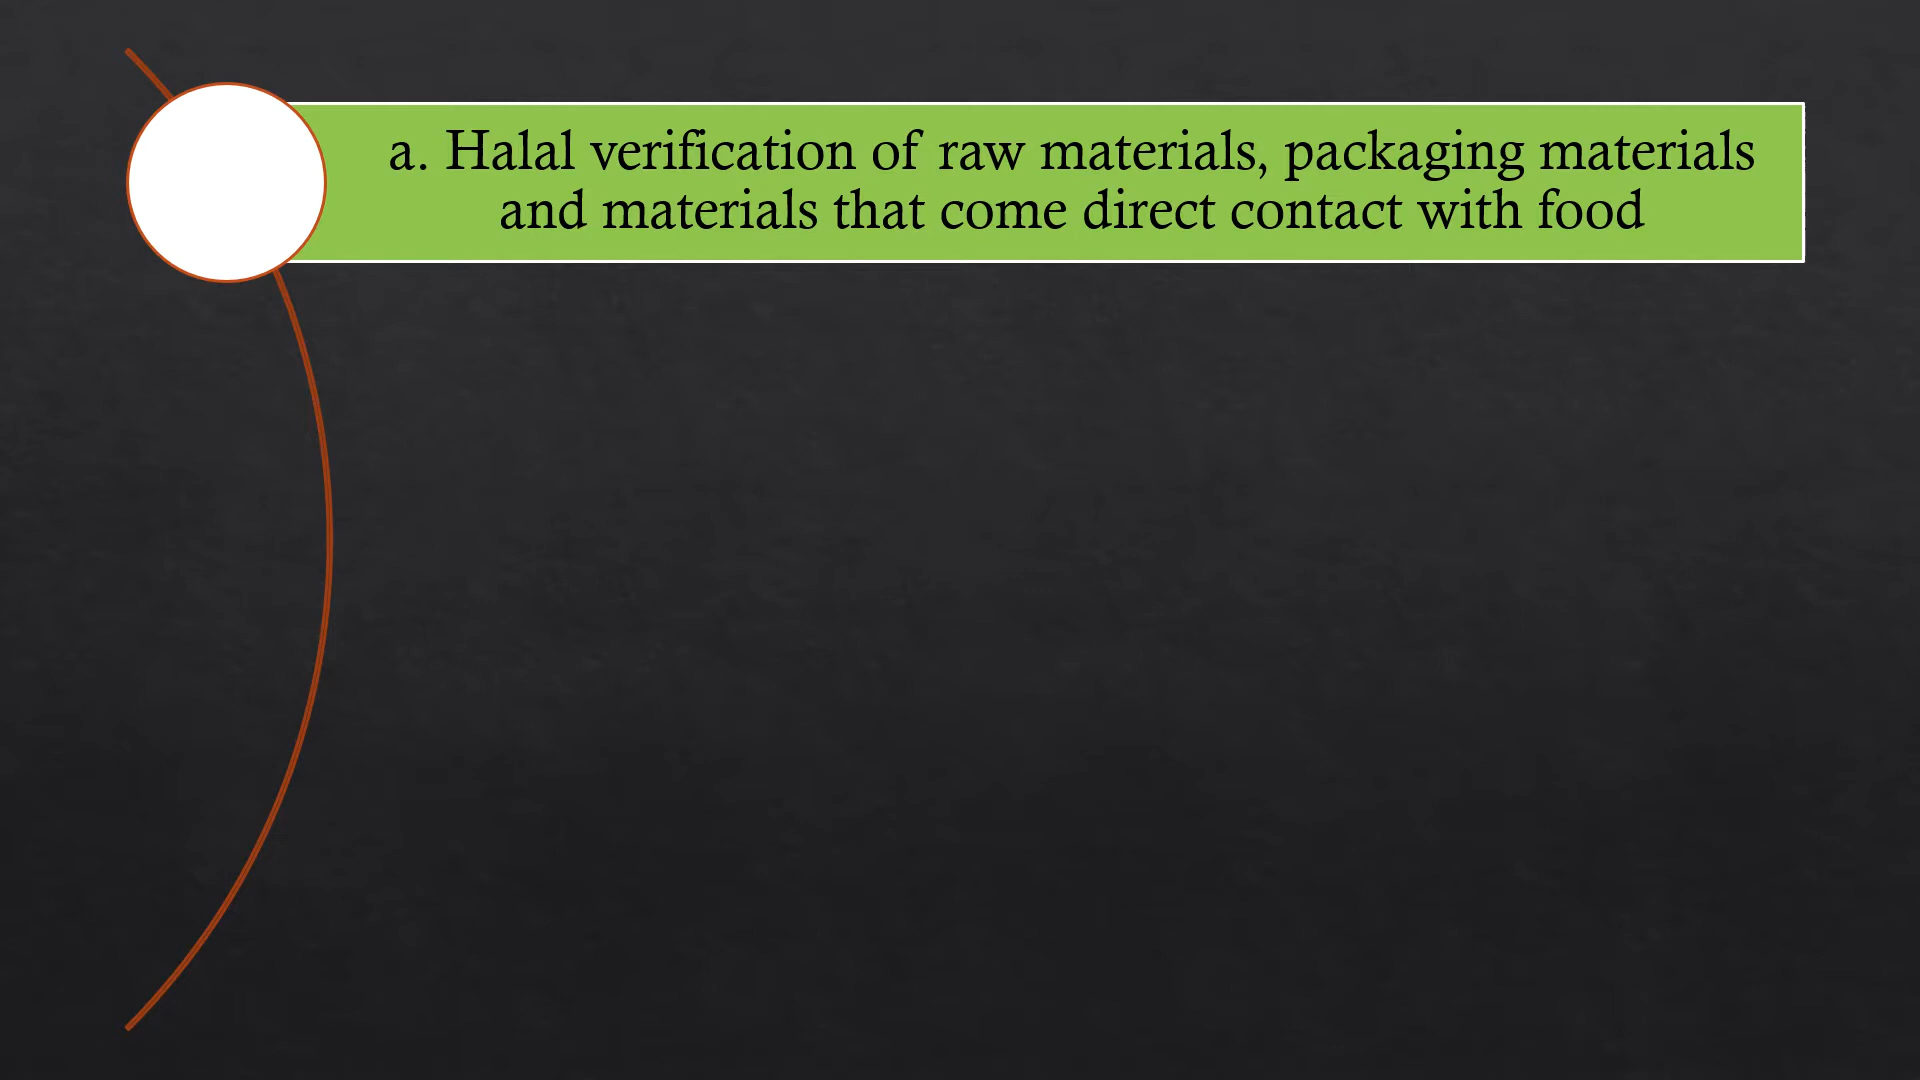 a. Halal verification of raw materials, packaging materials
and materials that come direct contact with food